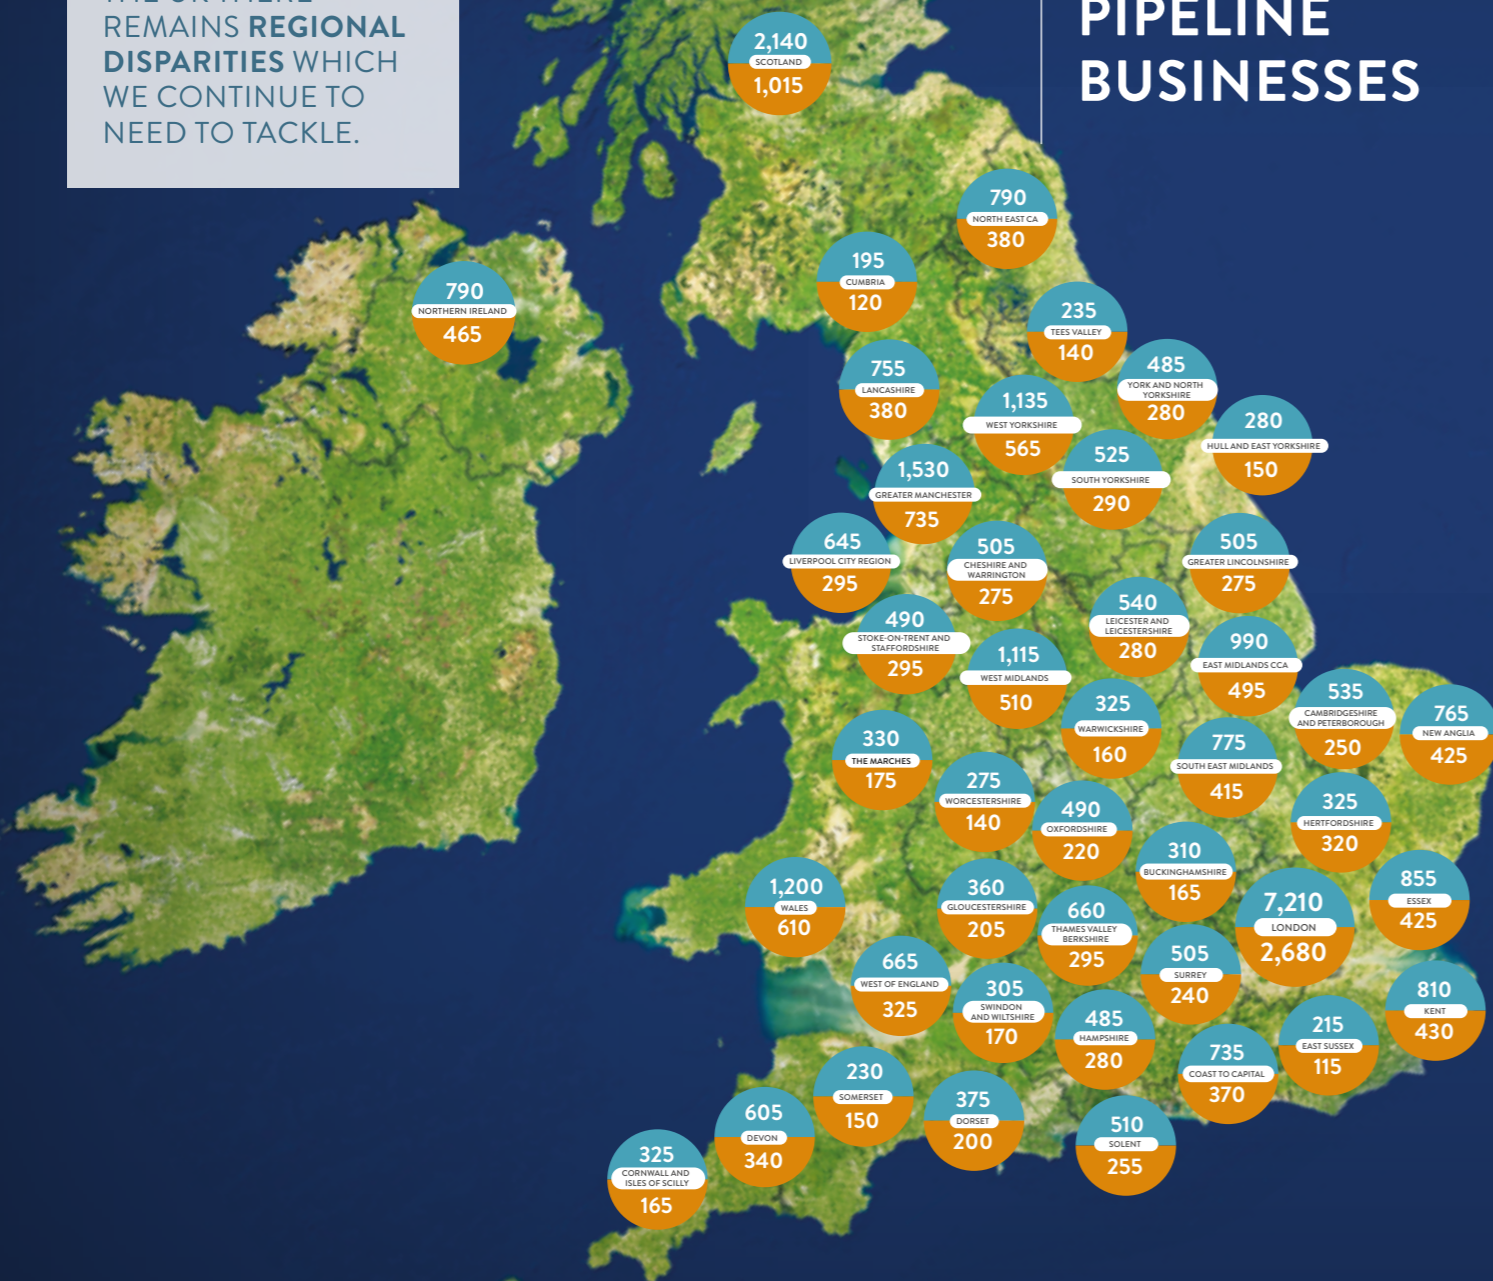 THE UK THERE
REMAINS REGIONAL
DISPARITIES WHICH
WE CONTINUE TO
NEED TO TACKLE.
PIPELINE
BUSINESSES
2,140
SCOTLAND
1,015
790
NORTH EAST CA
380
195
CUMBRIA
120
790
NORTHERN IRELAND
465
235
TEES VALLEY
140
755
LANCASHIRE
380
485
YORK AND NORTH
YORKSHIRE
280
1,135
WEST YORKSHIRE
565
280
HULL AND EAST YORKSHIRE
150
525
SOUTH YORKSHIRE
290
1,530
GREATER MANCHESTER
735
645
LIVERPOOL CITY REGION
295
505
CHESHIRE AND
WARRINGTON
275
505
GREATER LINCOLNSHIRE
275
540
LEICESTER AND
LEICESTERSHIRE
280
490
STOKE-ON-TRENT AND
STAFFORDSHIRE
295
1,115
WEST MIDLANDS
510
990
EAST MIDLANDS CCA
495
535
CAMBRIDGESHIRE
AND PETERBOROUGH
250
765
NEW ANGLIA
425
325
WARWICKSHIRE
160
330
THE MARCHES
175
775
SOUTH EAST MIDLANDS
415
275
WORCESTERSHIRE
140
490
OXFORDSHIRE
220
325
HERTFORDSHIRE
320
310
BUCKINGHAMSHIRE
165
1,200
WALES
610
360
GLOUCESTERSHIRE
205
660
THAMES VALLEY
BERKSHIRE
295
7,210
LONDON
2,680
855
ESSEX
425
665
WEST OF ENGLAND
325
505
SURREY
240
305
SWINDON
AND WILTSHIRE
170
810
KENT
430
485
HAMPSHIRE
280
215
EAST SUSSEX
115
735
COAST TO CAPITAL
370
230
SOMERSET
150
375
DORSET
200
605
DEVON
340
510
SOLENT
255
325
CORNWALL AND
ISLES OF SCILLY
165